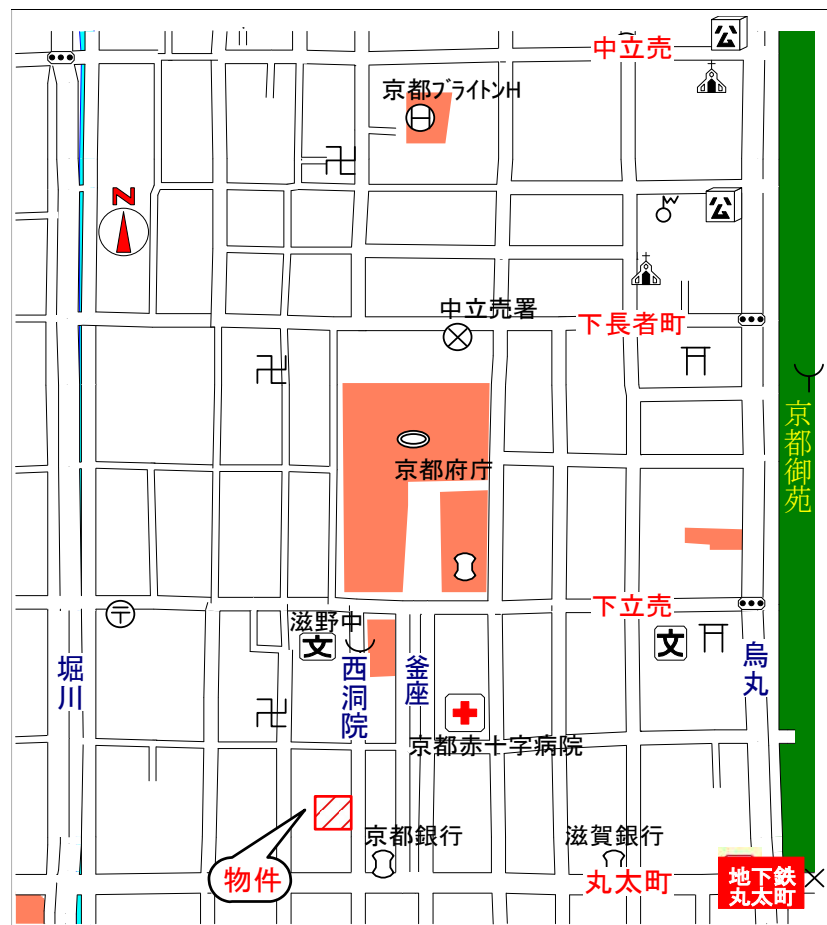 中立売
公
京都ブライトンH
H
N
公
中立売署
下長者町
京都御苑
京都府庁
下立売
滋野中
文
文
堀川
西洞院
釜座
烏丸
京都赤十字病院
京都銀行
滋賀銀行
物件
丸太町
地下鉄
丸太町